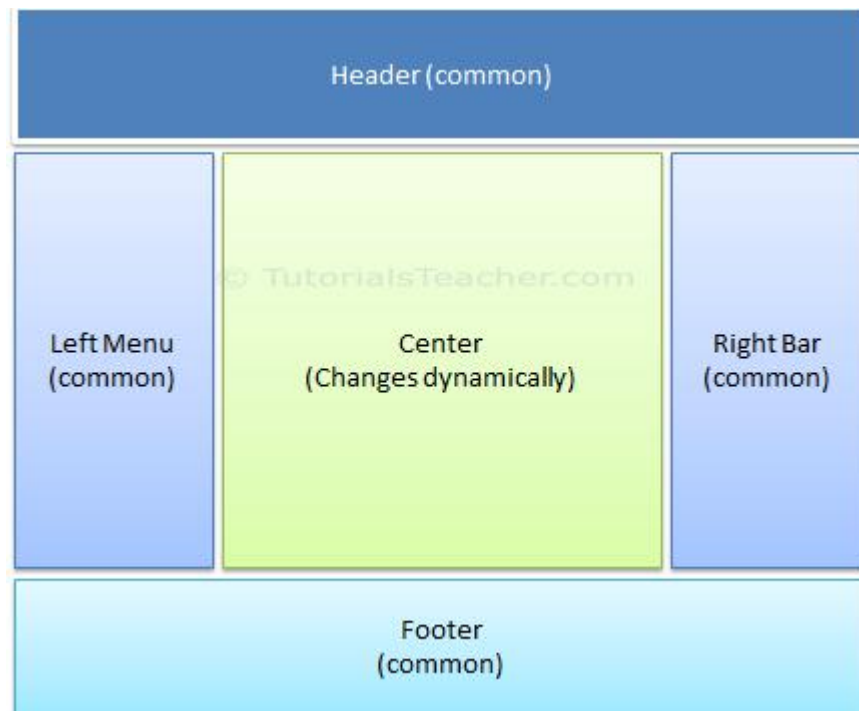 Header (common)
© TutorialsTeacher.com
Left Menu
(common)
Center
(Changes dynamically)
Right Bar
(common)
Footer
(common)